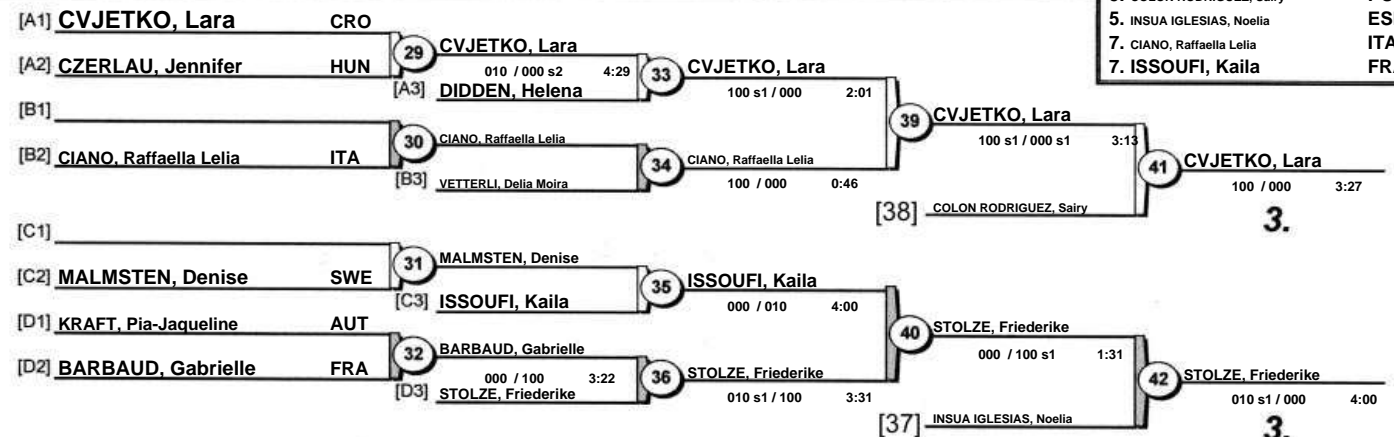 5. INSUA IGLESIAS, Noelia
7. CIANO, Raffaella Lelia ITA
7. ISSOUFI, Kaila
[A1] CVJETKO, Lara CRO
[A2] CZERLAU, Jennifer HUN
29
CVJETKO, Lara
010 / 000 s2 4:29
[A3] DIDDEN, Helena
33
CVJETKO, Lara
100 s1 / 000 2:01
[B1]
[B2] CIANO, Raffaella Lelia ITA
30
CIANO, Raffaella Lelia
[B3] VETTERLI, Delia Moira
34
CIANO, Raffaella Lelia
100 / 000 0:46
39
CVJETKO, Lara
100 s1 / 000 s1 3:13
[38] COLON RODRIGUEZ, Sairy
41
CVJETKO, Lara
100 / 000 3:27
3.
[C1]
[C2] MALMSTEN, Denise SWE
31
MALMSTEN, Denise
[C3] ISSOUFI, Kaila
35
ISSOUFI, Kaila
000 / 010 4:00
[D1] KRAFT, Pia-Jaqueline AUT
[D2] BARBAUD, Gabrielle FRA
32
BARBAUD, Gabrielle
000 / 100 3:22
[D3] STOLZE, Friederike
36
STOLZE, Friederike
010 s1 / 100 3:31
40
STOLZE, Friederike
000 / 100 s1 1:31
[37] INSUA IGLESIAS, Noelia
42
STOLZE, Friederike
010 s1 / 000 4:00
3.